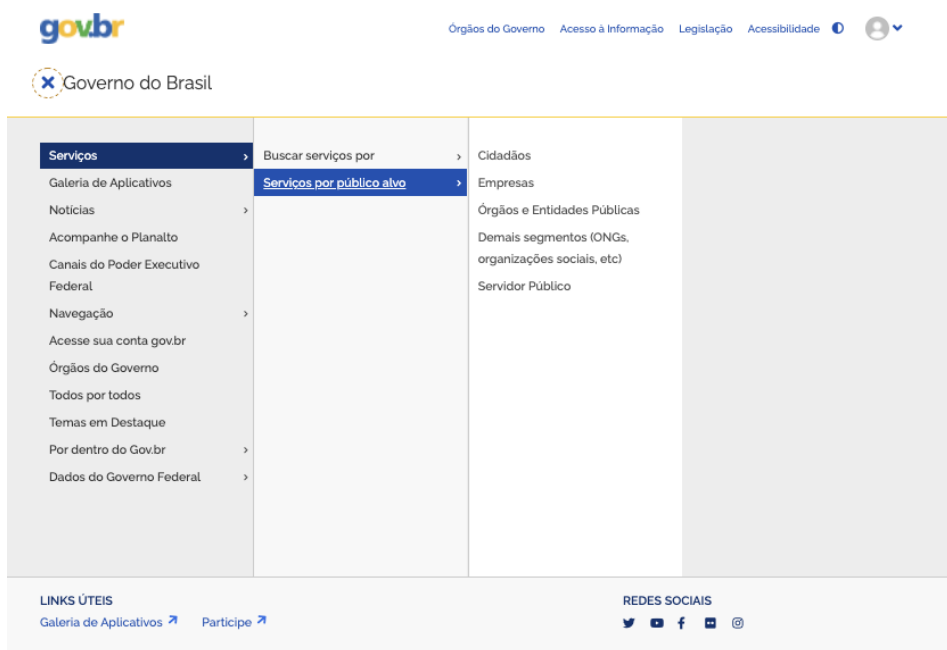 gov.br
Órgãos do Governo Acesso à Informação Legislação Acessibilidade
Governo do Brasil
Serviços
Galeria de Aplicativos
Notícias
Acompanhe o Planalto
Canais do Poder Executivo
Federal
Navegação
Acesse sua conta gov.br
Órgãos do Governo
Todos por todos
Temas em Destaque
Por dentro do Gov.br
Dados do Governo Federal
Buscar serviços por
Serviços por público alvo
Cidadãos
Empresas
Órgãos e Entidades Públicas
Demais segmentos (ONGs,
organizações sociais, etc)
Servidor Público
LINKS ÚTEIS
Galeria de Aplicativos Participe
REDES SOCIAIS